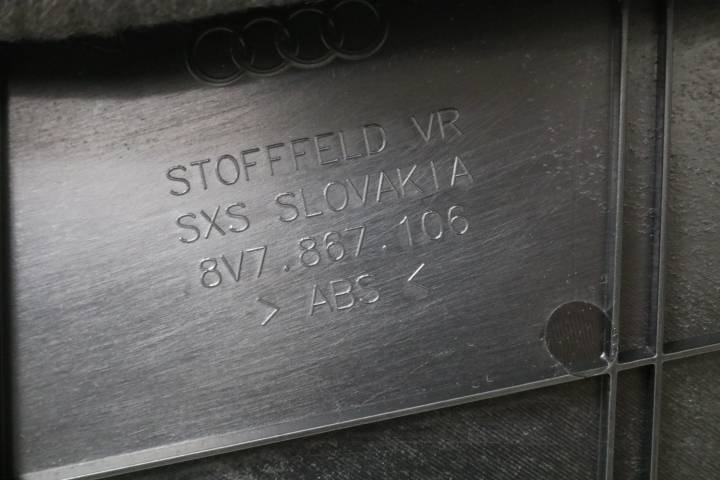 STOFFFELD VR
SXS SLOVAKIA
8V7.867.106
> ABS <